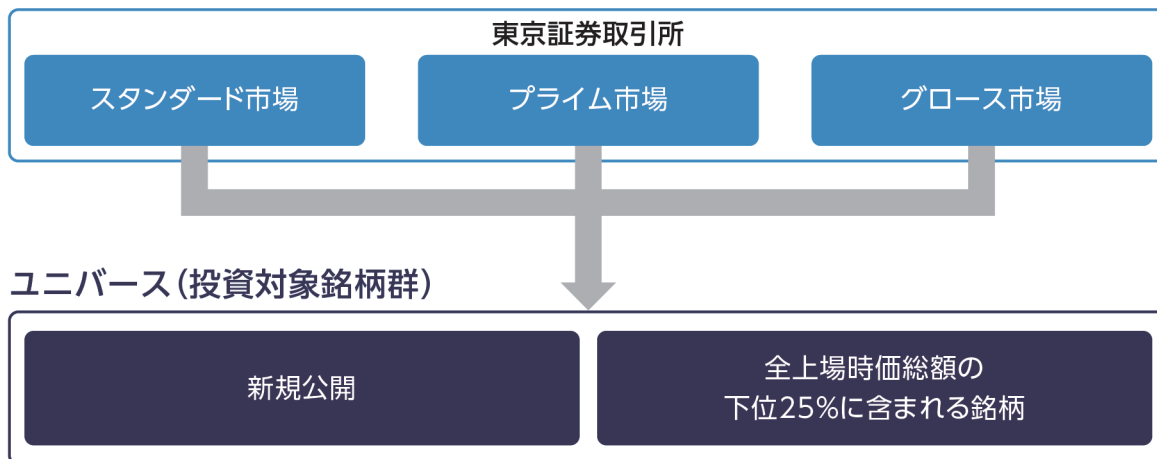 東京証券取引所
スタンダード市場
プライム市場
グロース市場
ユニバース(投資対象銘柄群)
新規公開
全上場時価総額の
下位25%に含まれる銘柄